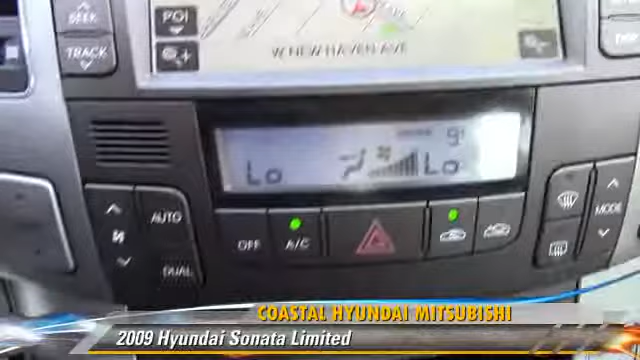 SEEK
POI
TRACK
W NEW HAVEN AVE
Lo
Lo
AUTO
OFF
A/C
MODE
DUAL
COASTAL HYUNDAI MITSUBISHI
2009 Hyundai Sonata Limited